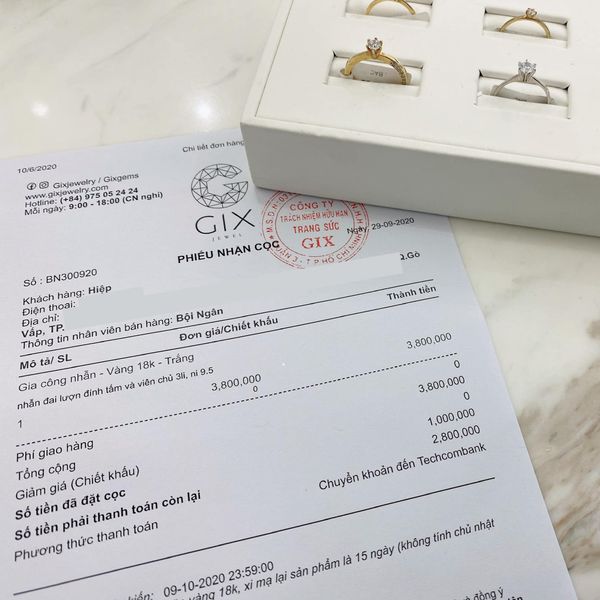 10/6/2020
Chi tiết đơn hàng
Gixjewelry / Gixgems
www.gixjewelry.com
Hotline: (+84) 975 05 24 24
Mỗi ngày: 9:00 - 18:00 (CN nghỉ)
GIX
JEWEL
CÔNG TY
TRÁCH NHIỆM HỮU HẠN
TRANG SỨC
GIX
PHIẾU NHẬN CỌC
Ngày: 29-09-2020
Số : BN300920
Khách hàng: Hiệp
Điện thoại:
Địa chỉ: Q.Gò
Vấp, TP.
Thông tin nhân viên bán hàng: Bội Ngân
Mô tả/ SL Đơn giá/Chiết khấu Thành tiền
Gia công nhẫn - Vàng 18k - Trắng 3,800,000
nhẫn đai lượn đính tấm và viên chủ 3li, ni 9.5
1 3,800,000 0
0
Phí giao hàng 0
Tổng cộng 3,800,000
Giảm giá (Chiết khấu) 0
Số tiền đã đặt cọc 1,000,000
Số tiền phải thanh toán còn lại 2,800,000
Phương thức thanh toán Chuyển khoản đến Techcombank
kiến: 09-10-2020 23:59:00
vàng 18k, xi mạ lại sản phẩm là 15 ngày (không tính chủ nhật
đồng ý